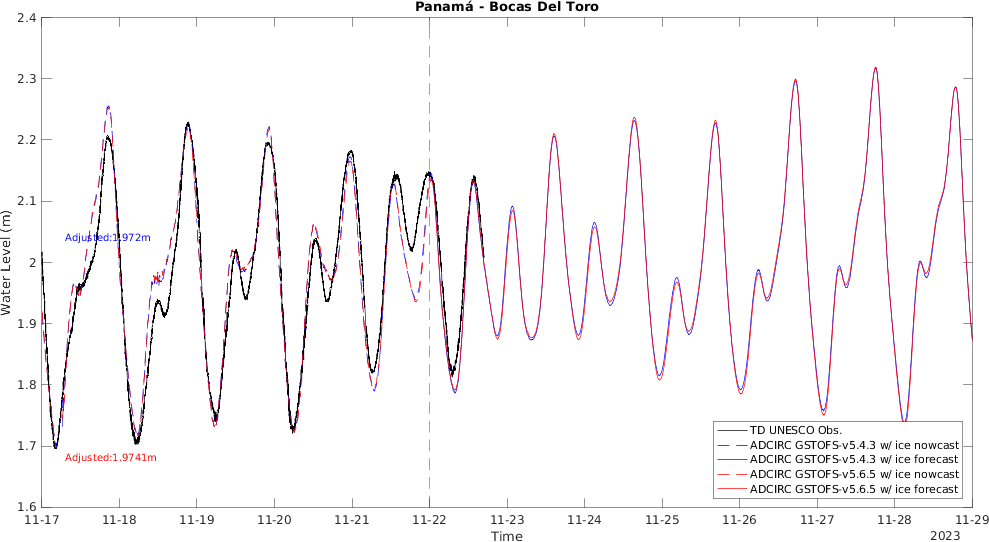 Panamá - Bocas Del Toro
2.4
2.3
2.2
2.1
2
1.9
1.8
1.7
1.6
Water Level (m)
Adjusted:1.972m
Adjusted:1.9741m
TD UNESCO Obs.
ADCIRC GSTOFS-v5.4.3 w/ ice nowcast
ADCIRC GSTOFS-v5.4.3 w/ ice forecast
ADCIRC GSTOFS-v5.6.5 w/ ice nowcast
ADCIRC GSTOFS-v5.6.5 w/ ice forecast
11-17 11-18 11-19 11-20 11-21 11-22 11-23 11-24 11-25 11-26 11-27 11-28 11-29
Time
2023